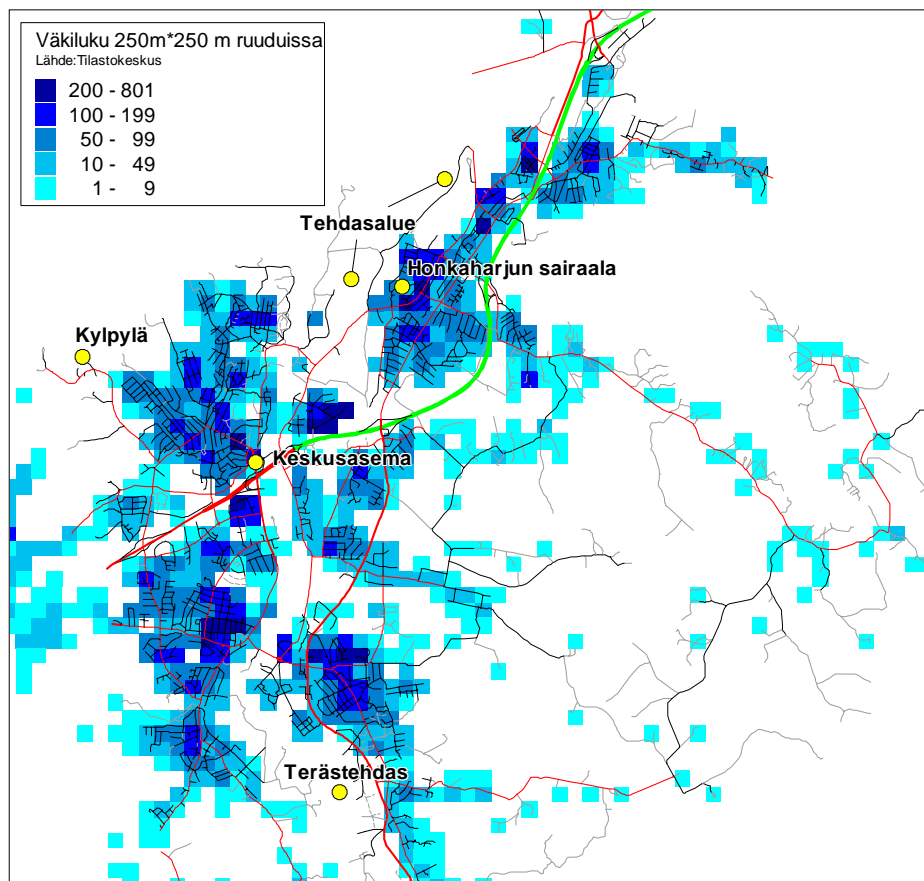 Väkiluku 250m*250 m ruuduissa
Lähde:Tilastokeskus
200 - 801
100 - 199
50 - 99
10 - 49
1 - 9
Tehdasalue
Honkaharjun sairaala
Kylpylä
Keskusasema
Terästehdas